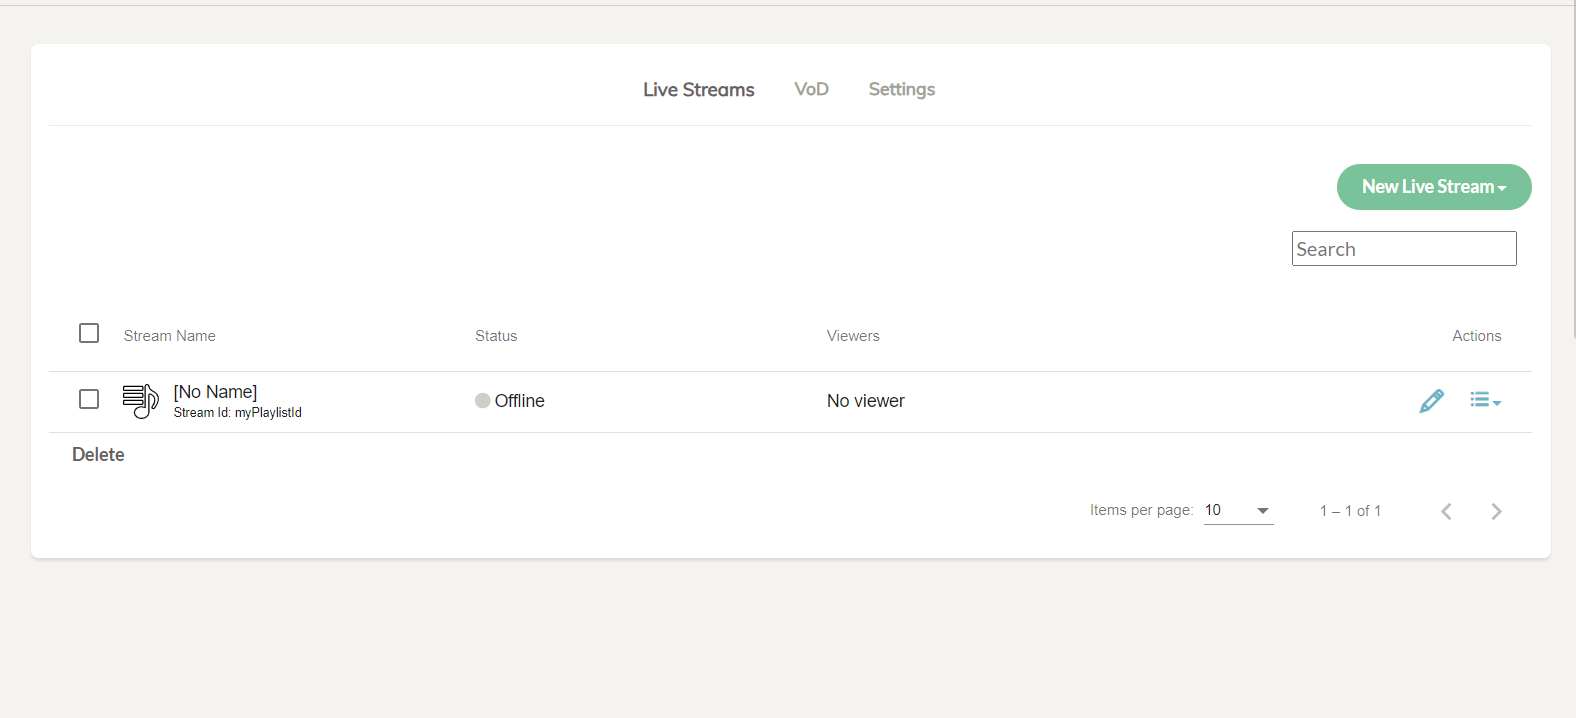 Live Streams VoD Settings
New Live Stream
Search
Stream Name Status Viewers Actions
[No Name]
Stream Id: myPlaylistId
Offline No viewer
Delete
Items per page: 10 1 – 1 of 1